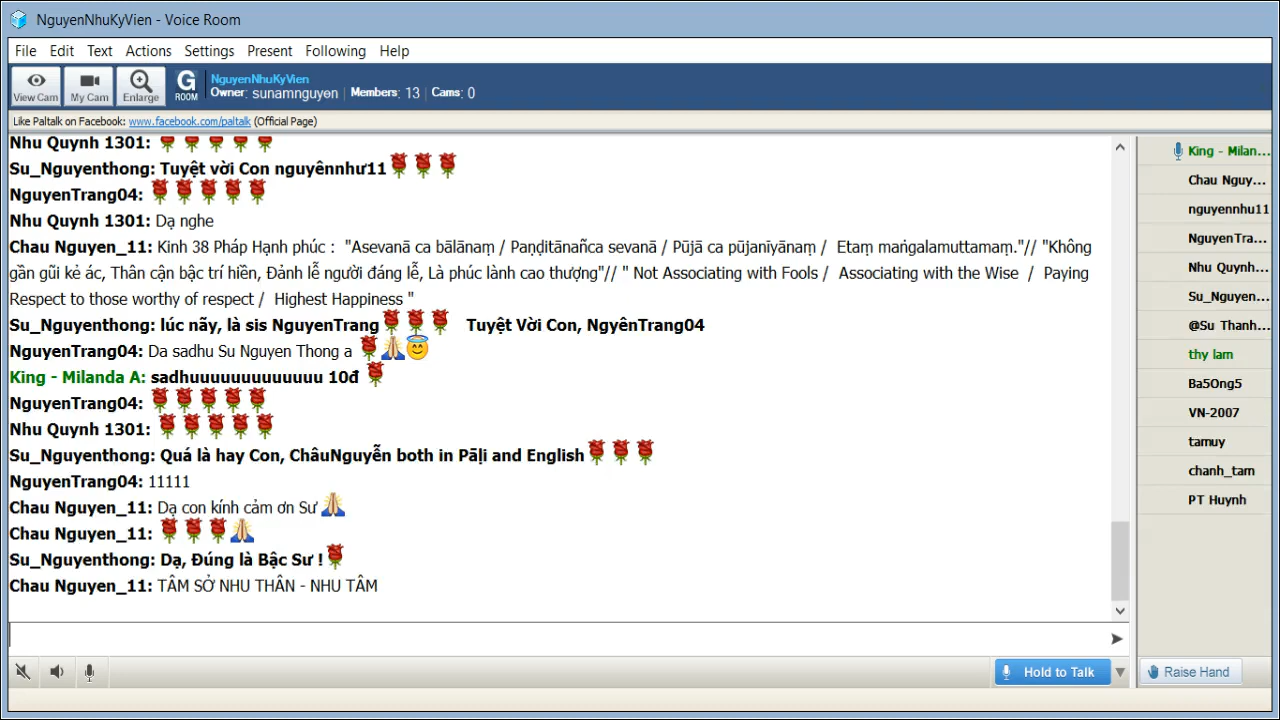 NguyenNhuKyVien - Voice Room
File Edit Text Actions Settings Present Following Help
View Cam My Cam Enlarge G ROOM NguyenNhuKyVien
Owner: sunamnguyen | Members: 13 | Cams: 0
Like Paltalk on Facebook: www.facebook.com/paltalk (Official Page)
Nhu Quynh 1301:
Su_Nguyenthong: Tuyệt vời Con nguyênnhư11
NguyenTrang04:
Nhu Quynh 1301: Dạ nghe
Chau Nguyen_11: Kinh 38 Pháp Hạnh phúc : "Asevanā ca bālānaṃ / Paṇḍitānañca sevanā / Pūjā ca pūjanīyānaṃ / Etaṃ maṅgalamuttamaṃ."// "Không
gần gũi kẻ ác, Thân cận bậc trí hiền, Đảnh lễ người đáng lễ, Là phúc lành cao thượng"// " Not Associating with Fools / Associating with the Wise / Paying
Respect to those worthy of respect / Highest Happiness "
Su_Nguyenthong: lúc nãy, là sis NguyenTrang Tuyệt Vời Con, NgyênTrang04
NguyenTrang04: Da sadhu Su Nguyen Thong a
King - Milanda A: sadhuuuuuuuuuuuuu 10đ
NguyenTrang04:
Nhu Quynh 1301:
Su_Nguyenthong: Quá là hay Con, ChâuNguyễn both in Pāḷi and English
NguyenTrang04: 11111
Chau Nguyen_11: Dạ con kính cảm ơn Sư
Chau Nguyen_11:
Su_Nguyenthong: Dạ, Đúng là Bậc Sư !
Chau Nguyen_11: TÂM SỞ NHU THÂN - NHU TÂM
King - Milan...
Chau Nguy...
nguyennhu11
NguyenTra...
Nhu Quynh...
Su_Nguyen...
@Su Thanh...
thy lam
Ba5Ong5
VN-2007
tamuy
chanh_tam
PT Huynh
Hold to Talk
Raise Hand